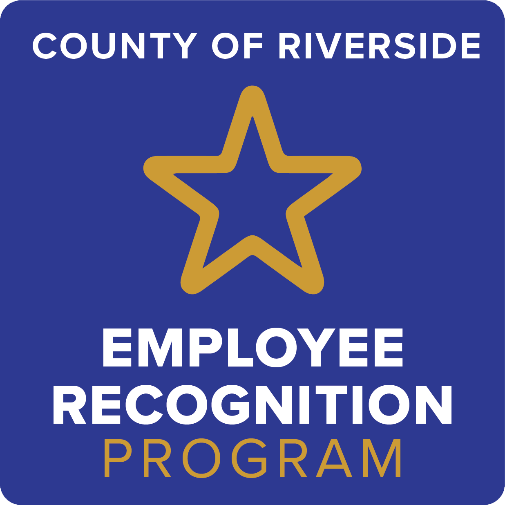 COUNTY OF RIVERSIDE
EMPLOYEE
RECOGNITION
PROGRAM